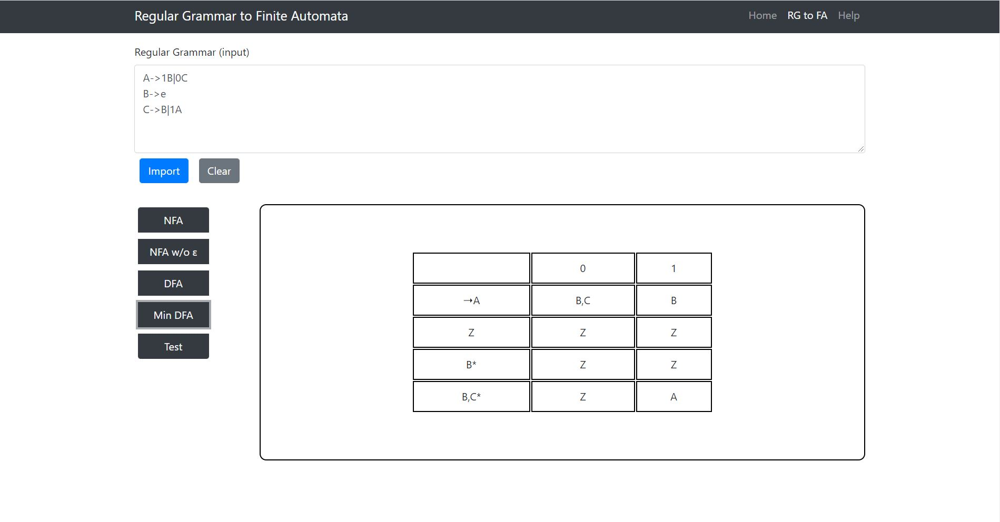 Regular Grammar to Finite Automata
Home RG to FA Help
Regular Grammar (input)
A->1B|0C
B->e
C->B|1A
Import Clear
NFA
NFA w/o ε
DFA
Min DFA
Test
0 1
→A B,C B
Z Z Z
B* Z Z
B,C* Z A